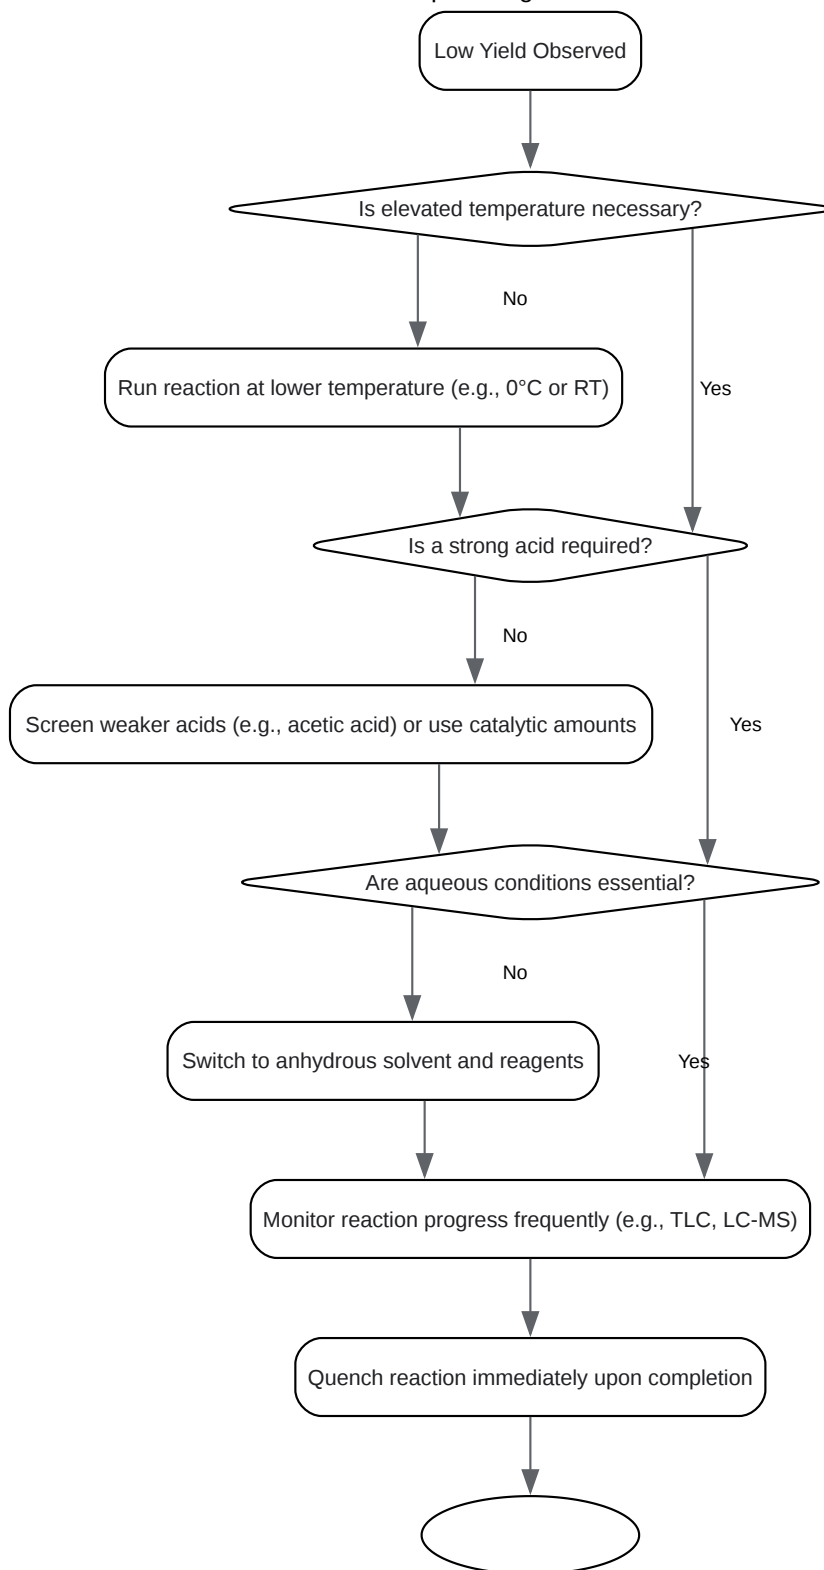 Low Yield Observed
Is elevated temperature necessary?
No
Run reaction at lower temperature (e.g., 0°C or RT)
Yes
Is a strong acid required?
No
Screen weaker acids (e.g., acetic acid) or use catalytic amounts
Yes
Are aqueous conditions essential?
No
Switch to anhydrous solvent and reagents
Yes
Monitor reaction progress frequently (e.g., TLC, LC-MS)
Quench reaction immediately upon completion